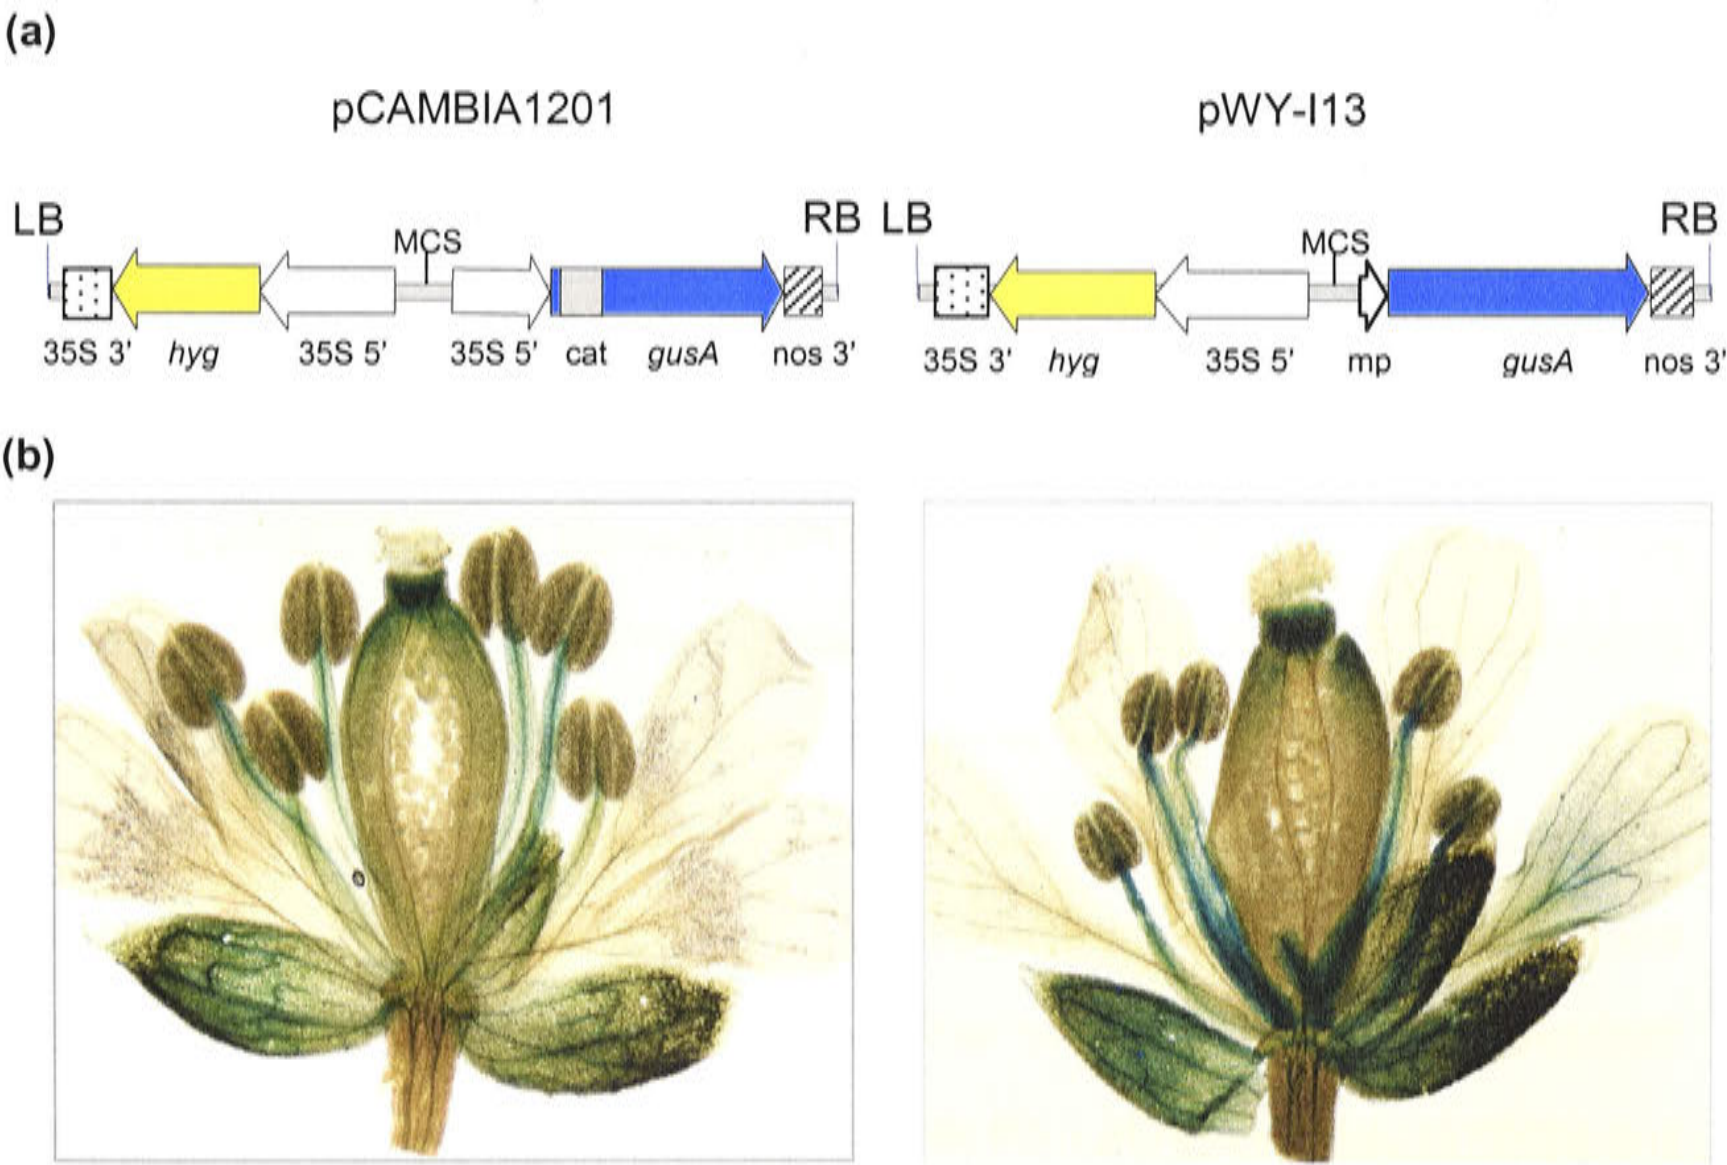 (a)
pCAMBIA1201
pWY-I13
LB
MCS
RB
35S 3' hyg 35S 5' 35S 5' cat gusA nos 3'
LB
MCS
RB
35S 3' hyg 35S 5' mp gusA nos 3'
(b)